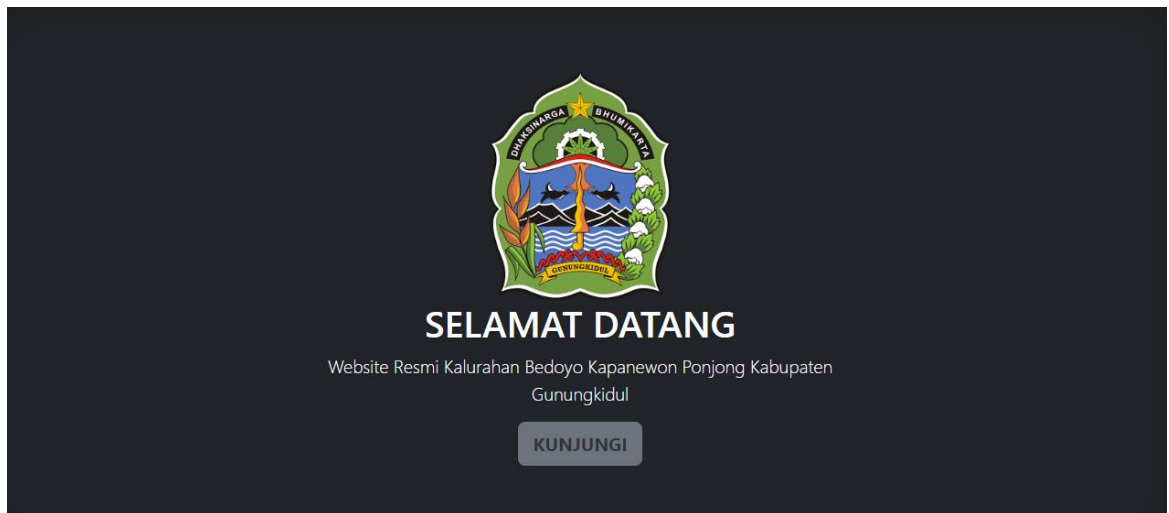 DHAKSINARGA BHUMIKARTA
GUNUNGKIDUL
SELAMAT DATANG
Website Resmi Kalurahan Bedoyo Kapanewon Ponjong Kabupaten
Gunungkidul
KUNJUNGI